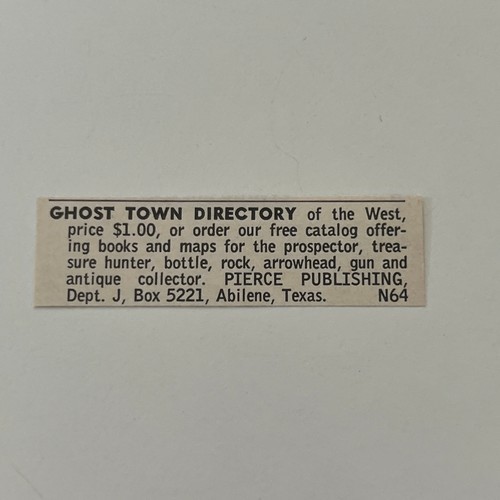 GHOST TOWN DIRECTORY of the West,
price $1.00, or order our free catalog offer-
ing books and maps for the prospector, trea-
sure hunter, bottle, rock, arrowhead, gun and
antique collector. PIERCE PUBLISHING,
Dept. J, Box 5221, Abilene, Texas. N64